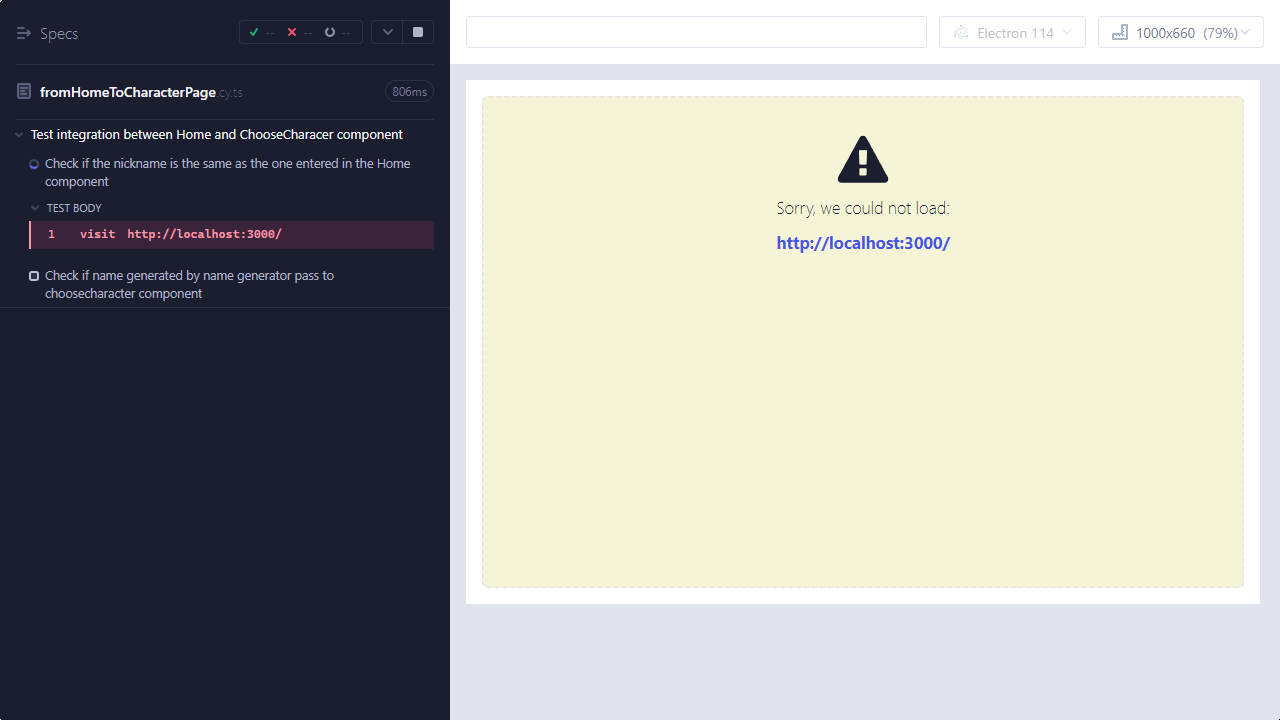 Specs
-- -- --
fromHomeToCharacterPage.cy.ts
806ms
Test integration between Home and ChooseCharacer component
Check if the nickname is the same as the one entered in the Home
component
TEST BODY
1 visit http://localhost:3000/
Check if name generated by name generator pass to
choosecharacter component
Electron 114
1000x660 (79%)
Sorry, we could not load:
http://localhost:3000/